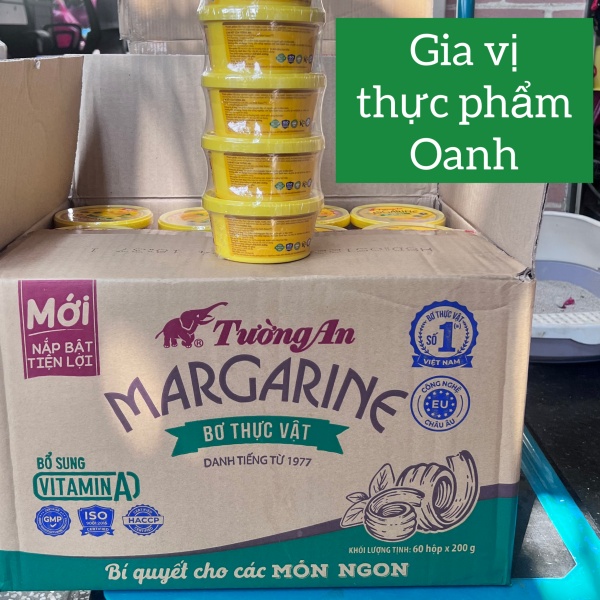 Gia vị
thực phẩm
Oanh
Mới
NẮP BẬT
TIỆN LỢI
Tường An
®
MARGARINE
BƠ THỰC VẬT
DANH TIẾNG TỪ 1977
BƠ THỰC VẬT
SỐ 1(*)
VIỆT NAM
CÔNG NGHỆ
EU
CHÂU ÂU
BỔ SUNG
VITAMIN A
GMP
ISO
CERTIFIED
HACCP
KHỐI LƯỢNG TỊNH: 60 hộp x 200 g
Bí quyết cho các MÓN NGON